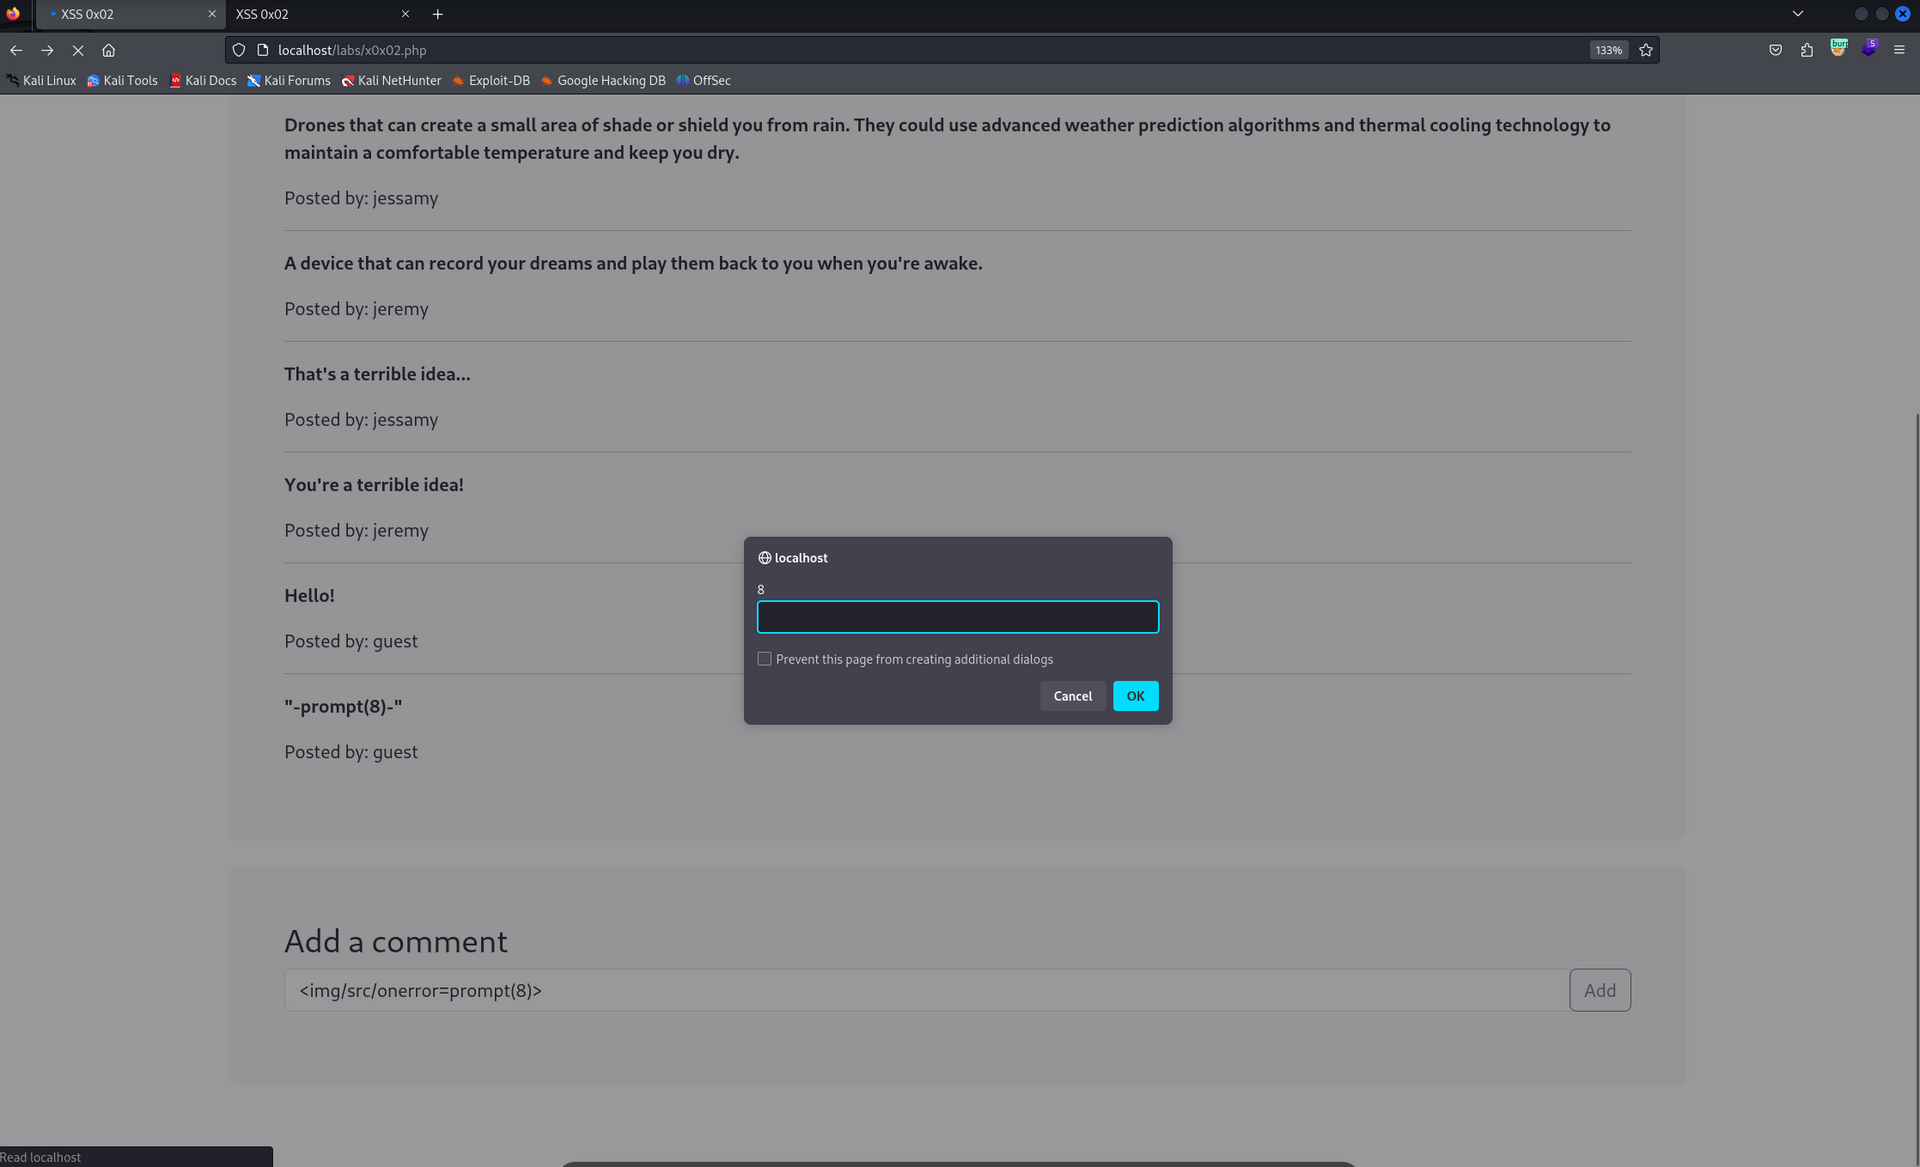 XSS 0x02
XSS 0x02
localhost/labs/x0x02.php
133%
5
Kali Linux Kali Tools Kali Docs Kali Forums Kali NetHunter Exploit-DB Google Hacking DB OffSec
Drones that can create a small area of shade or shield you from rain. They could use advanced weather prediction algorithms and thermal cooling technology to
maintain a comfortable temperature and keep you dry.
Posted by: jessamy
A device that can record your dreams and play them back to you when you're awake.
Posted by: jeremy
That's a terrible idea...
Posted by: jessamy
You're a terrible idea!
Posted by: jeremy
Hello!
Posted by: guest
"-prompt(8)-"
Posted by: guest
localhost
8
Prevent this page from creating additional dialogs
Cancel OK
Add a comment
<img/src/onerror=prompt(8)>
Add
Read localhost